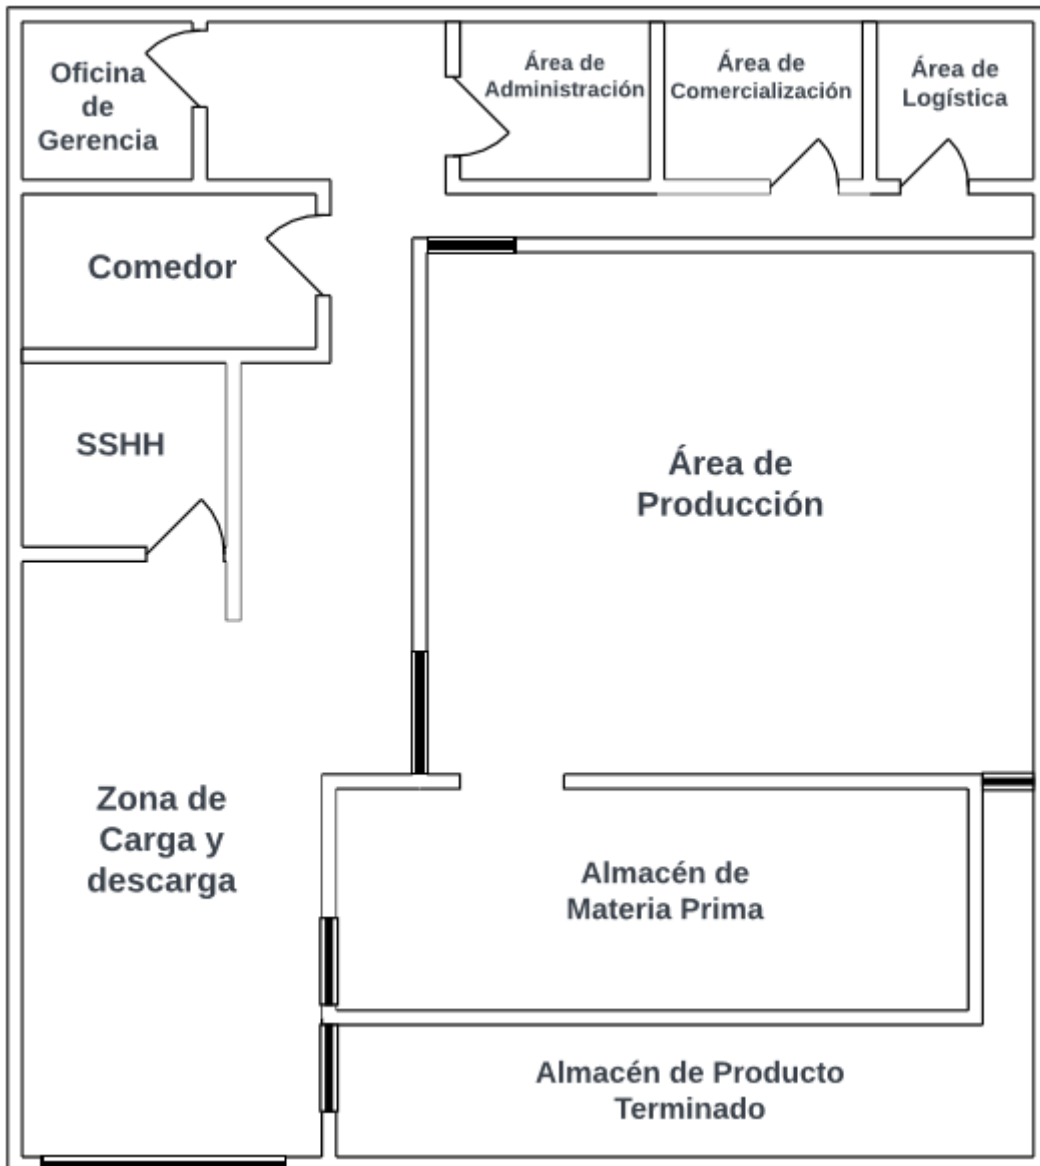 Oficina
de
Gerencia
Área de
Administración
Área de
Comercialización
Área de
Logística
Comedor
SSHH
Área de
Producción
Zona de
Carga y
descarga
Almacén de
Materia Prima
Almacén de Producto
Terminado